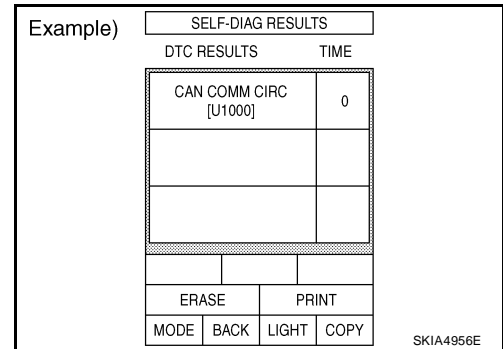 Example)
SELF-DIAG RESULTS
DTC RESULTS TIME
CAN COMM CIRC 0
[U1000]
ERASE PRINT
MODE BACK LIGHT COPY
SKIA4956E